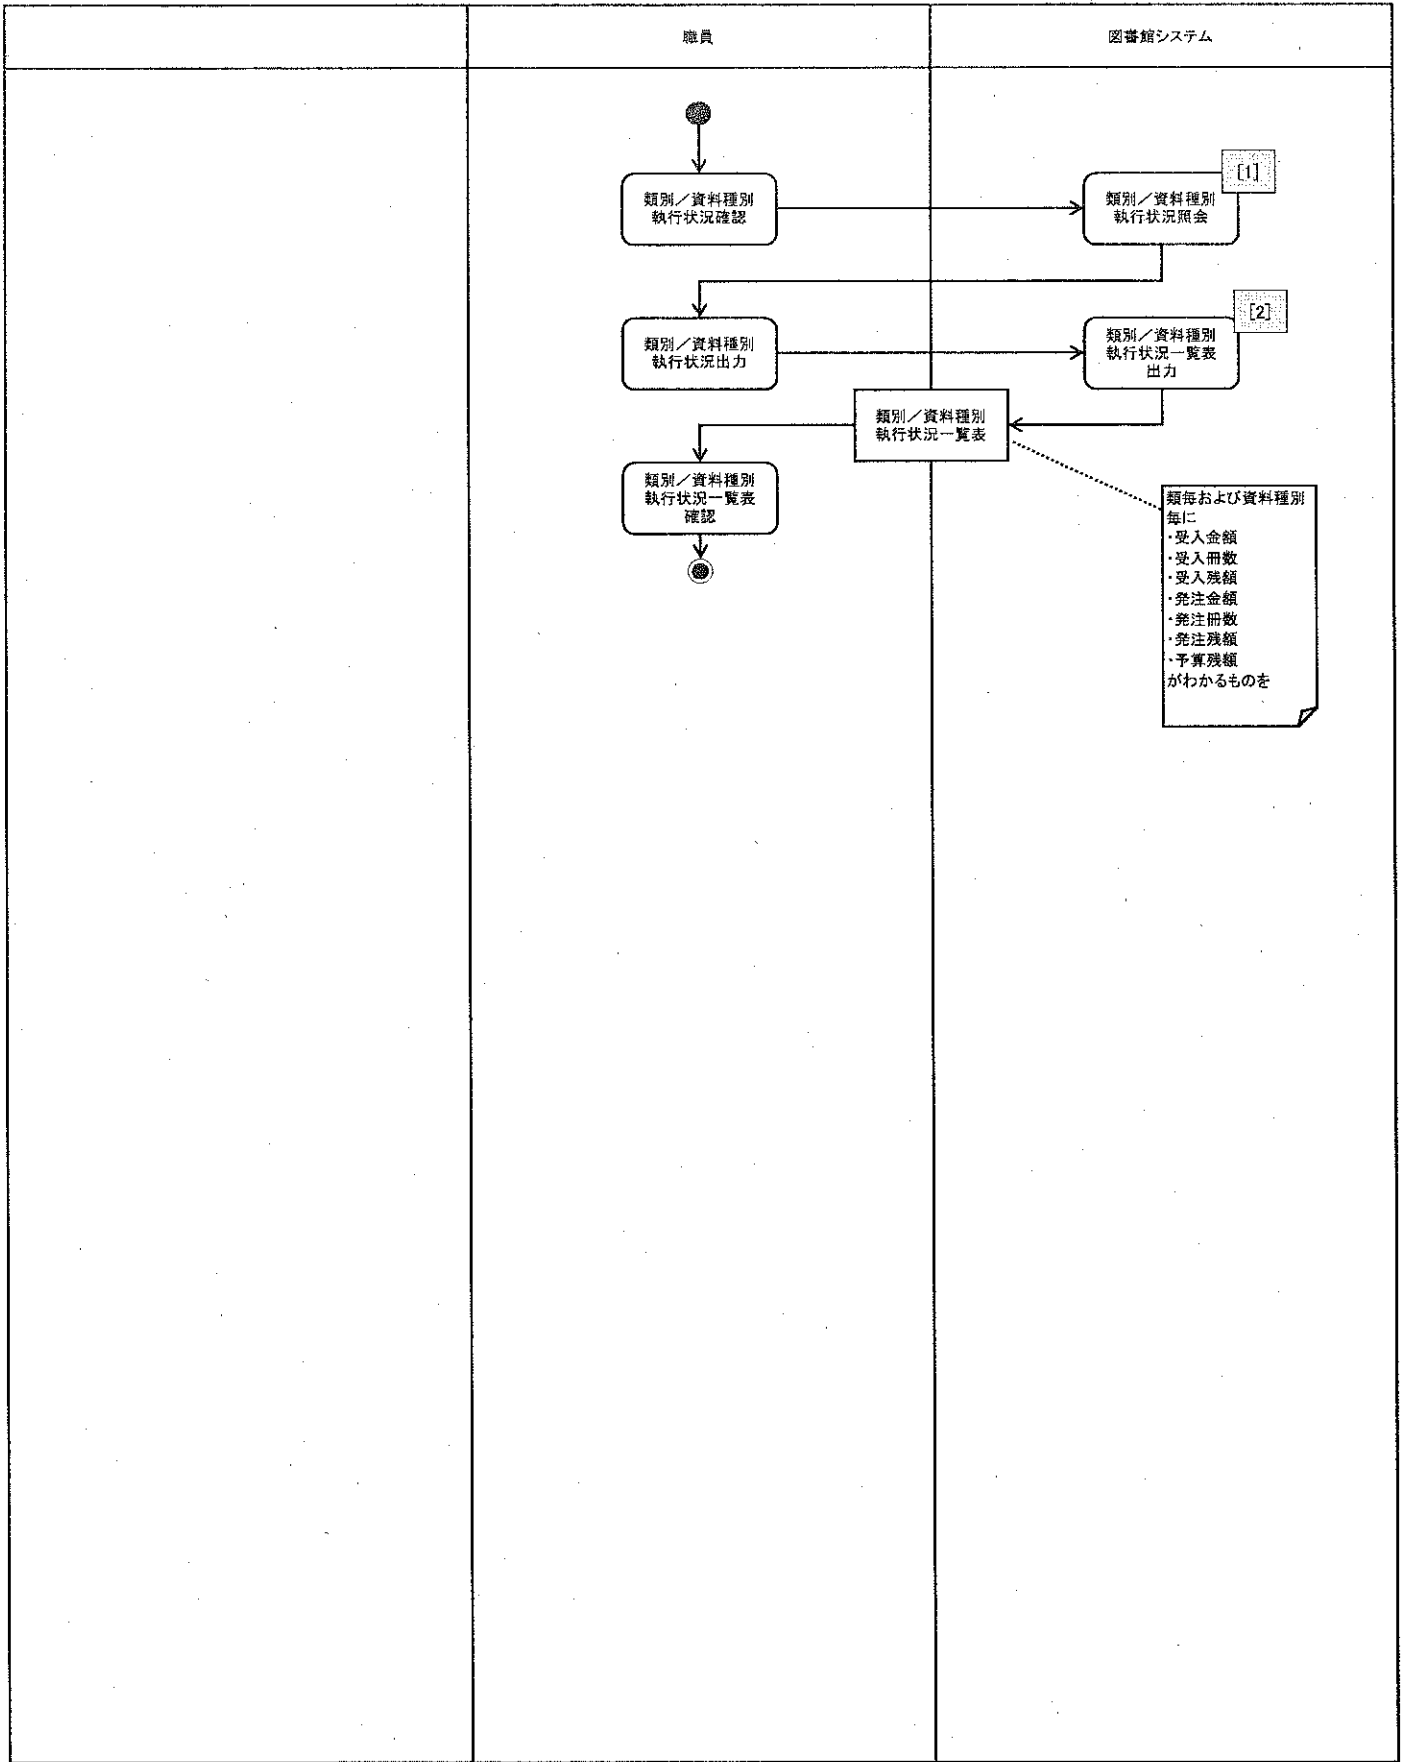 職員
図書館システム
[1]
類別／資料種別
執行状況確認
類別／資料種別
執行状況照会
[2]
類別／資料種別
執行状況出力
類別／資料種別
執行状況一覧表
出力
類別／資料種別
執行状況一覧表
類別／資料種別
執行状況一覧表
確認
類毎および資料種別
毎に
・受入金額
・受入冊数
・受入残額
・発注金額
・発注冊数
・発注残額
・予算残額
がわかるものを